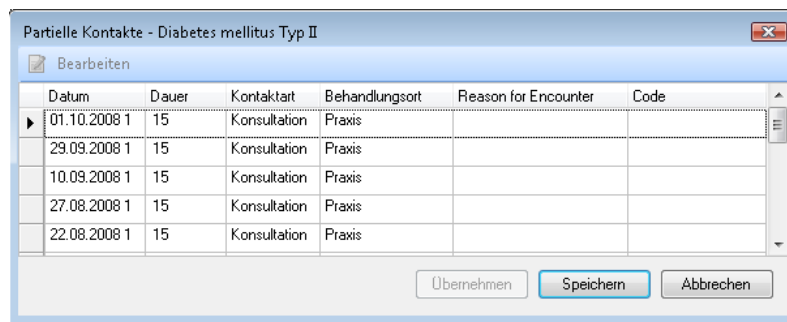 Partielle Kontakte - Diabetes mellitus Typ II
Bearbeiten
Datum Dauer Kontaktart Behandlungsort Reason for Encounter Code
01.10.2008 1 15 Konsultation Praxis
29.09.2008 1 15 Konsultation Praxis
10.09.2008 1 15 Konsultation Praxis
27.08.2008 1 15 Konsultation Praxis
22.08.2008 1 15 Konsultation Praxis
Übernehmen Speichern Abbrechen